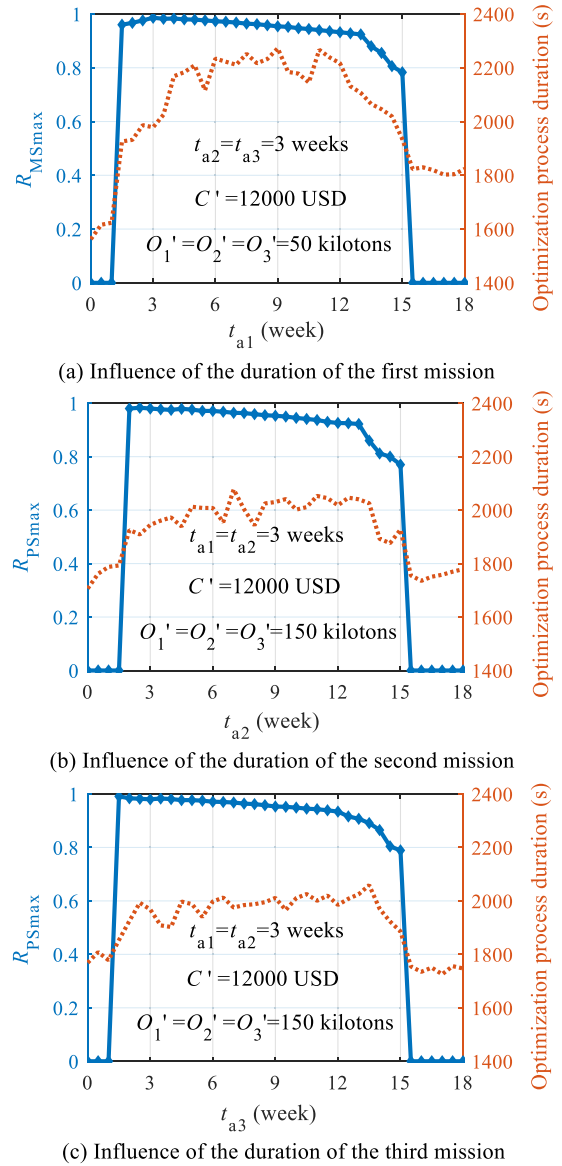 1
0.8
0.6
0.4
0.2
0
R_MSmax
2400
2200
2000
1800
1600
1400
Optimization process duration (s)
t_a2=t_a3=3 weeks
C ' =12000 USD
O_1' =O_2' =O_3'=50 kilotons
0 3 6 9 12 15 18
t_a1 (week)
(a) Influence of the duration of the first mission
1
0.8
0.6
0.4
0.2
0
R_PSmax
2400
2200
2000
1800
1600
1400
Optimization process duration (s)
t_a1=t_a2=3 weeks
C ' =12000 USD
O_1' =O_2' =O_3'=150 kilotons
0 3 6 9 12 15 18
t_a2 (week)
(b) Influence of the duration of the second mission
1
0.8
0.6
0.4
0.2
0
R_PSmax
2400
2200
2000
1800
1600
1400
Optimization process duration (s)
t_a1=t_a2=3 weeks
C ' =12000 USD
O_1' =O_2' =O_3'=150 kilotons
0 3 6 9 12 15 18
t_a3 (week)
(c) Influence of the duration of the third mission